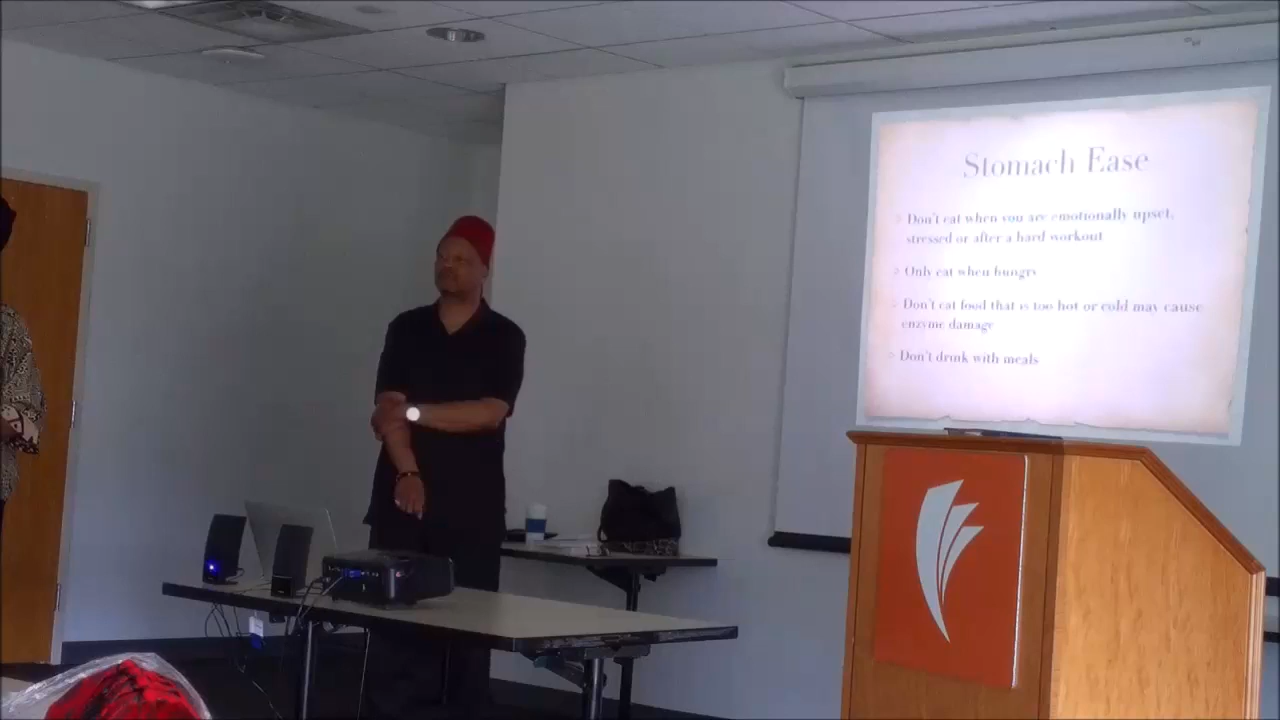 Stomach Ease
Don't eat when you are emotionally upset,
stressed or after a hard workout
Only eat when hungry
Don't eat food that is too hot or cold may cause
enzyme damage
Don't drink with meals